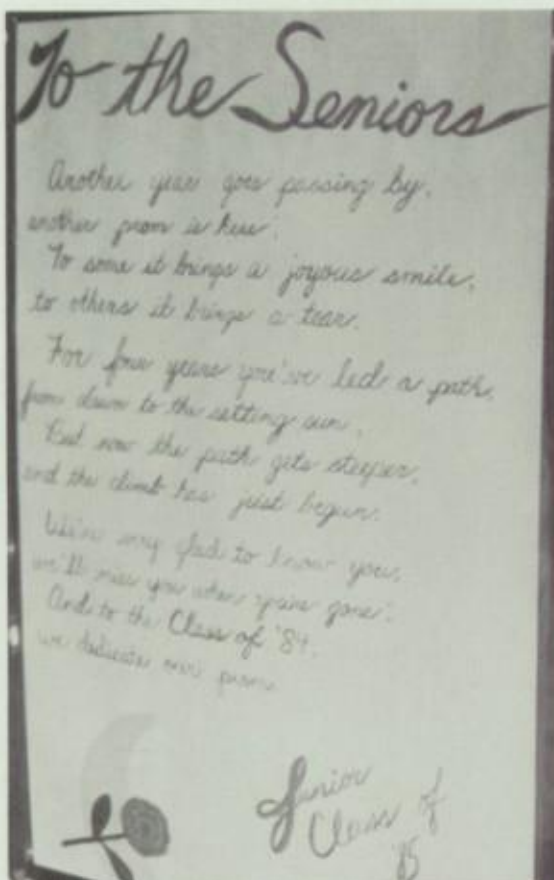 To the Seniors
Another year goes passing by,
another prom is here.
To some it brings a joyous smile,
to others it brings a tear.
For four years you've led a path,
from dawn to the setting sun,
But now the path gets steeper,
and the climb has just begun.
We're very glad to know you,
we'll miss you when you're gone.
And to the Class of '84,
we dedicate our prom.
Junior
Class of
'85